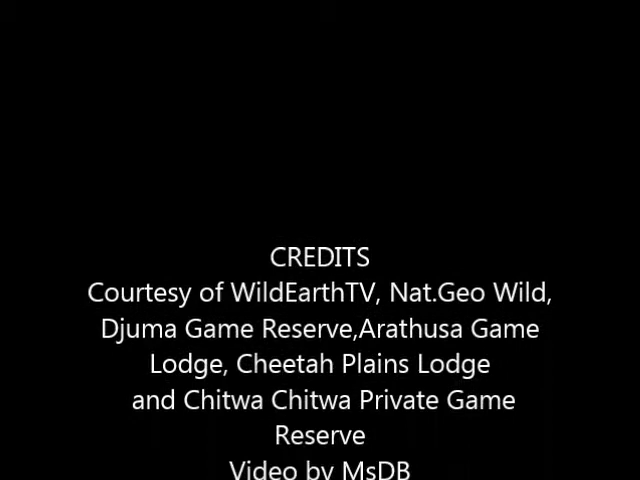 CREDITS
Courtesy of WildEarthTV, Nat.Geo Wild,
Djuma Game Reserve,Arathusa Game
Lodge, Cheetah Plains Lodge
and Chitwa Chitwa Private Game
Reserve
Video by MsDB